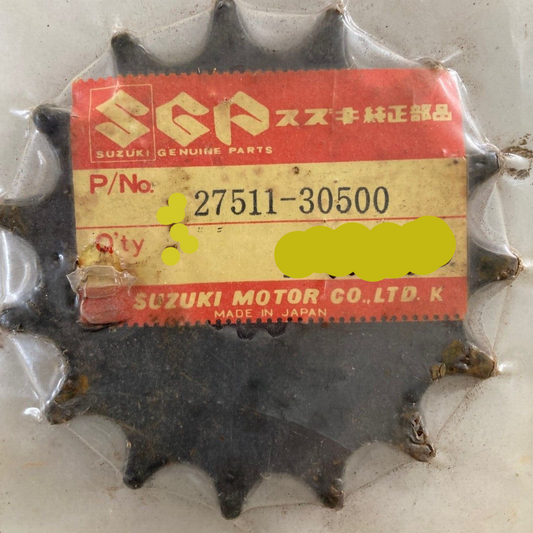 SGP スズキ純正部品
SUZUKI GENUINE PARTS
P/No. 27511-30500
Q'ty
SUZUKI MOTOR CO.,LTD. K
MADE IN JAPAN